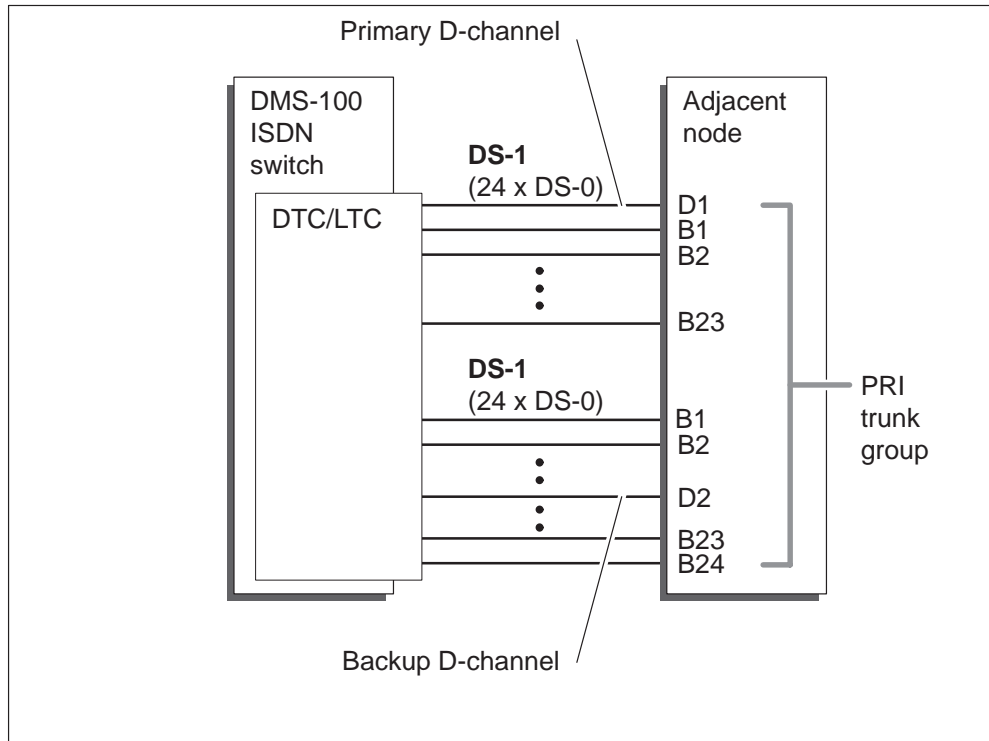 Primary D-channel
DMS-100
ISDN
switch
Adjacent
node
DS-1
(24 x DS-0)
DTC/LTC
D1
B1
B2
B23
DS-1
(24 x DS-0)
PRI
trunk
group
B1
B2
D2
B23
B24
Backup D-channel